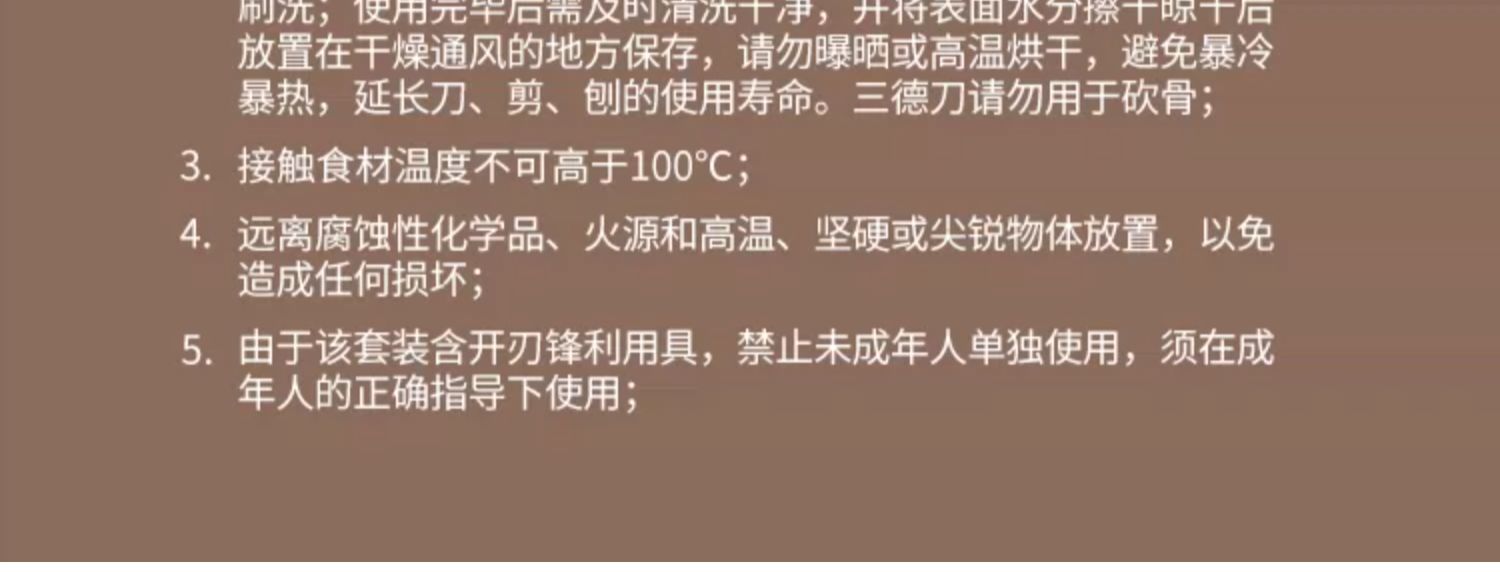 刷洗；使用完毕后需及时清洗干净，并将表面水分擦干晾干后
放置在干燥通风的地方保存，请勿曝晒或高温烘干，避免暴冷
暴热，延长刀、剪、刨的使用寿命。三德刀请勿用于砍骨；
3. 接触食材温度不可高于100℃；
4. 远离腐蚀性化学品、火源和高温、坚硬或尖锐物体放置，以免
造成任何损坏；
5. 由于该套装含开刃锋利用具，禁止未成年人单独使用，须在成
年人的正确指导下使用；